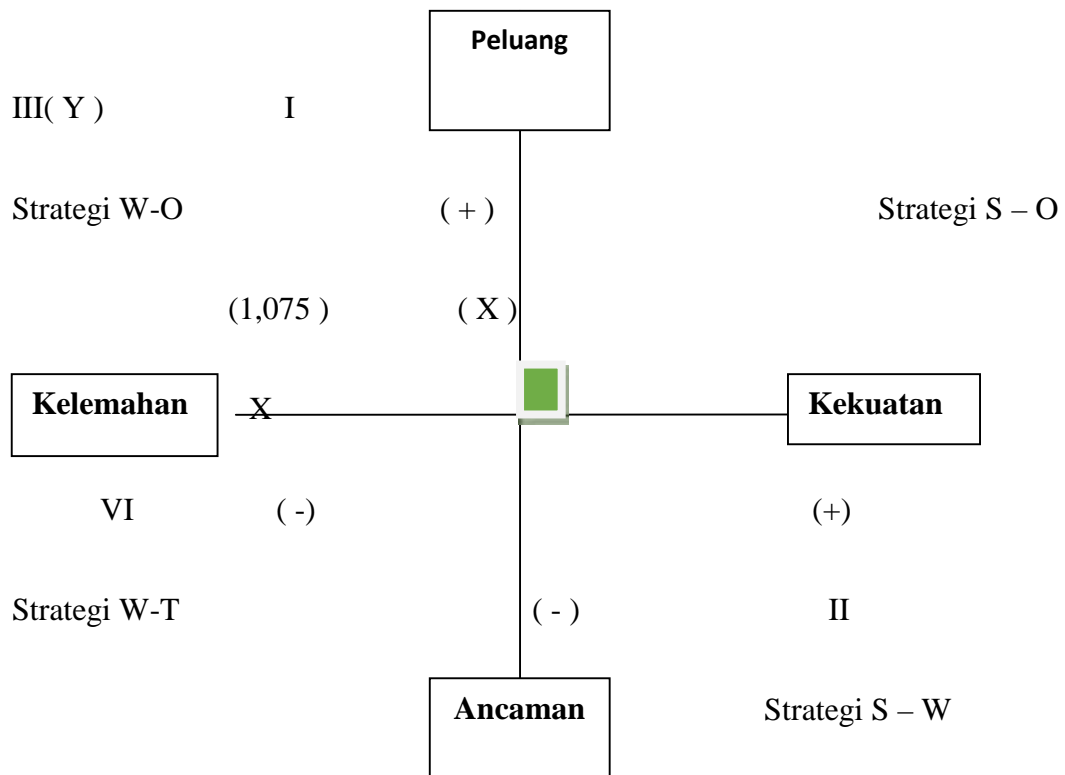 Peluang
III( Y ) I
Strategi W-O ( + ) Strategi S – O
(1,075 ) ( X )
Kelemahan X Kekuatan
VI ( -) (+)
Strategi W-T ( - ) II
Ancaman Strategi S – W